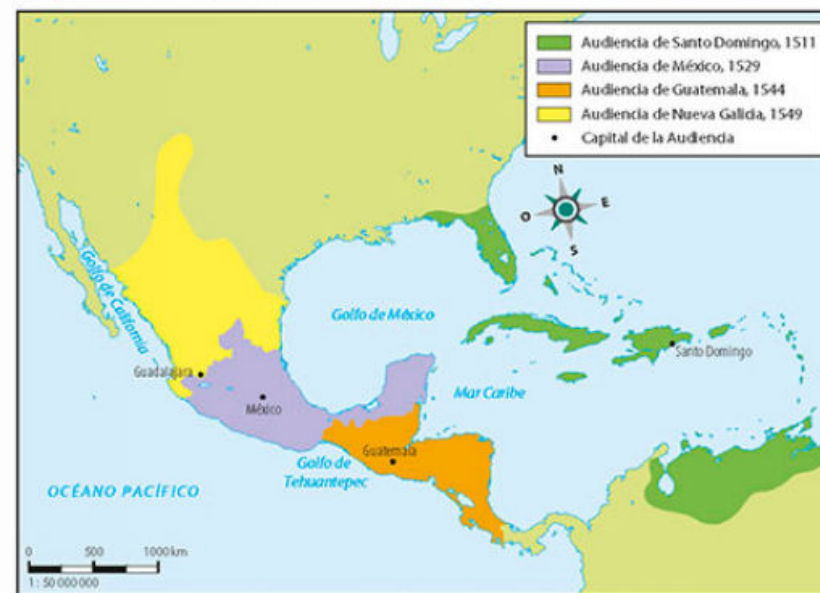 Audiencia de Santo Domingo, 1511
Audiencia de México, 1529
Audiencia de Guatemala, 1544
Audiencia de Nueva Galicia, 1549
Capital de la Audiencia
N
O
E
S
Golfo de California
Golfo de México
Guadalajara
Santo Domingo
México
Mar Caribe
Guatemala
Golfo de
Tehuantepec
OCÉANO PACÍFICO
0 500 1000 km
1: 50 000 000